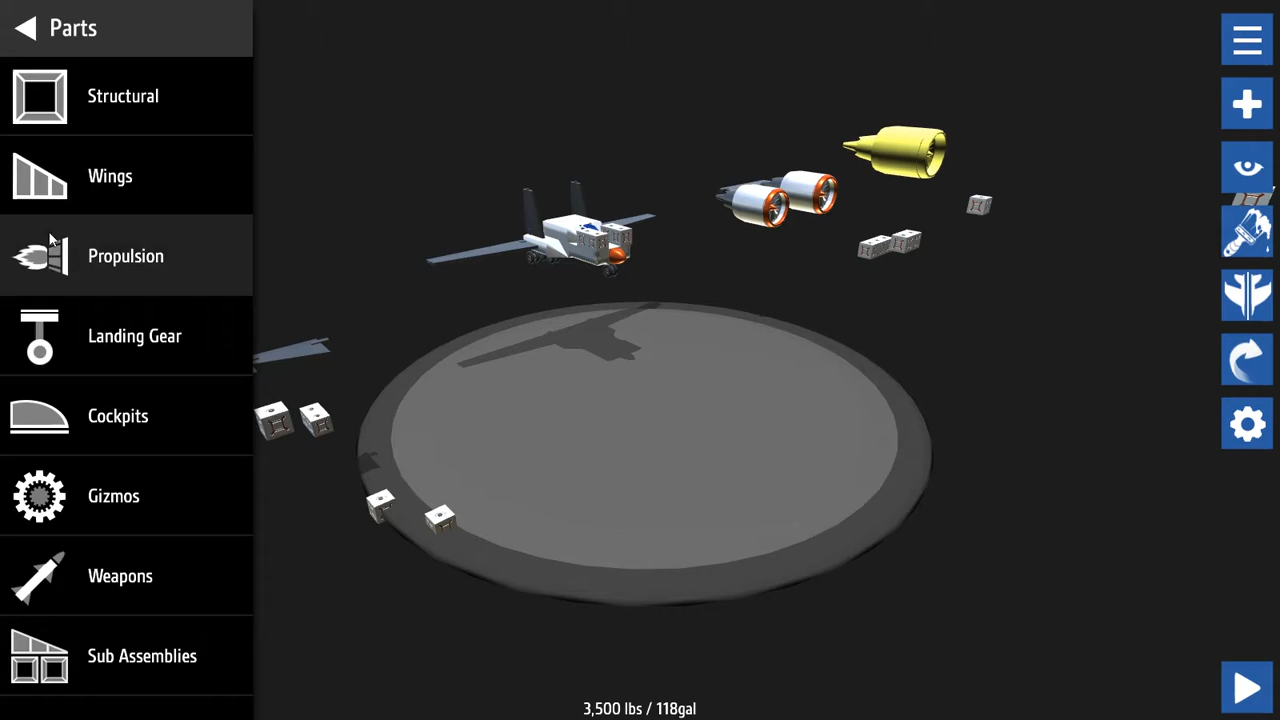 Parts
Structural
Wings
Propulsion
Landing Gear
Cockpits
Gizmos
Weapons
Sub Assemblies
3,500 lbs / 118gal